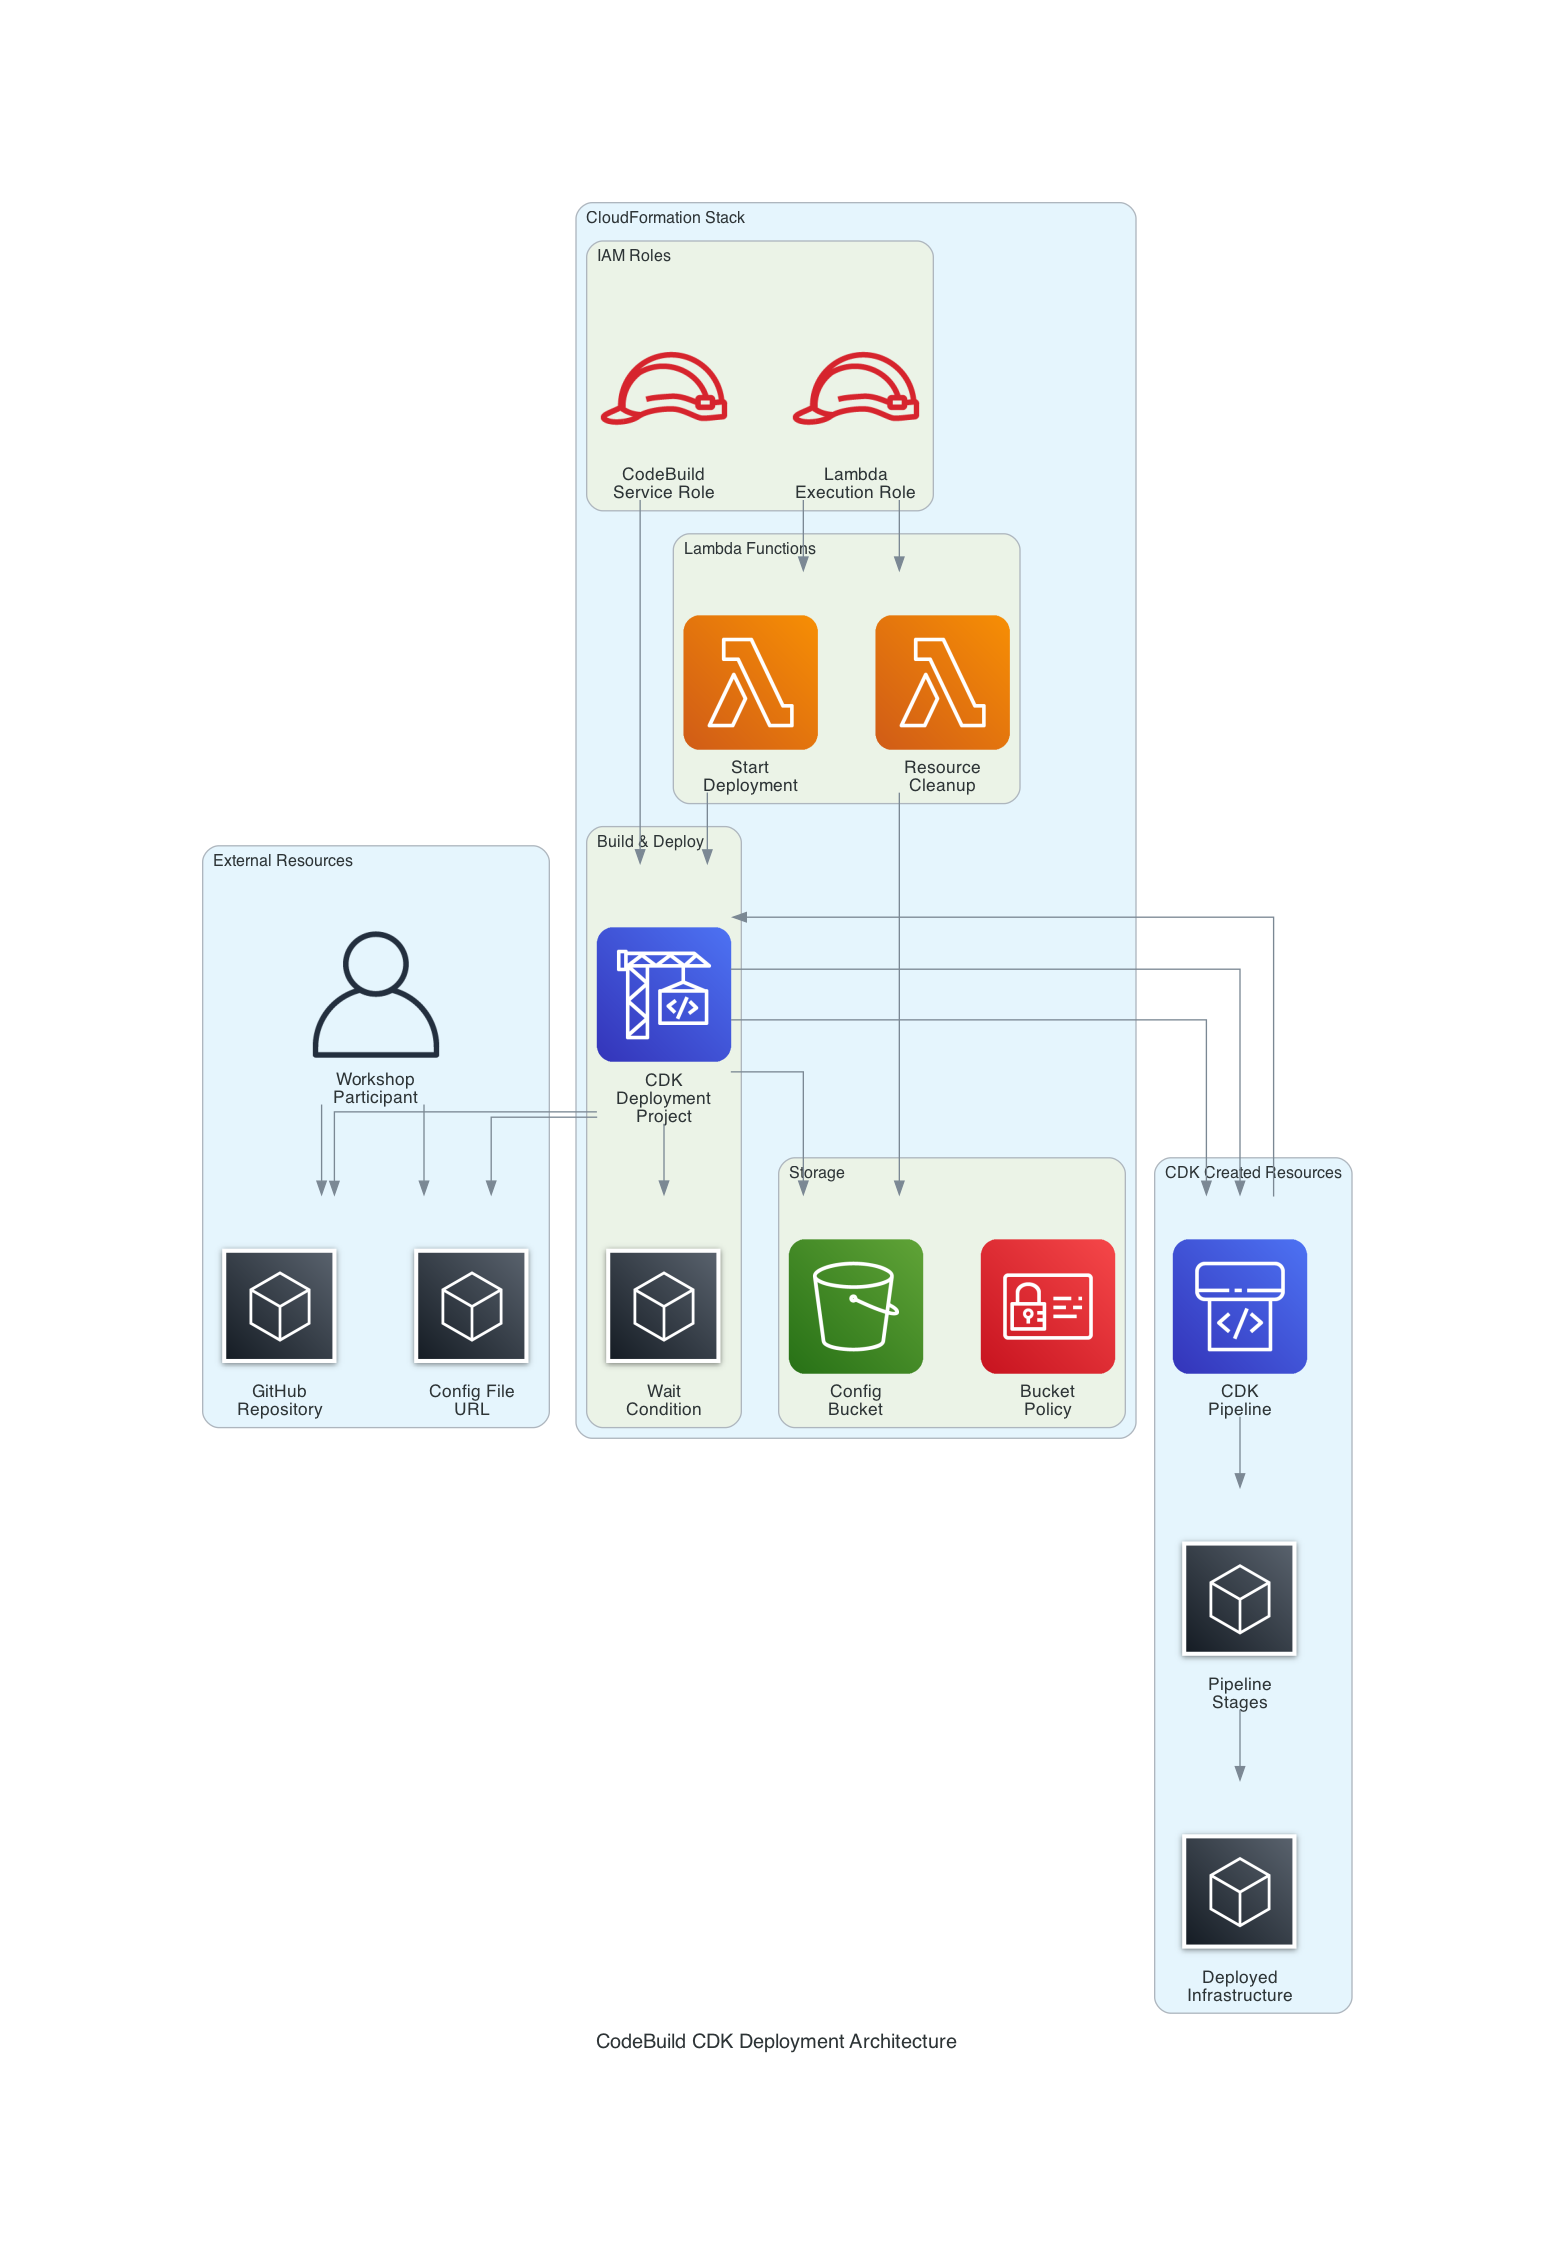 CloudFormation Stack
IAM Roles
CodeBuild
Service Role
Lambda
Execution Role
Lambda Functions
Start
Deployment
Resource
Cleanup
Build & Deploy
External Resources
Workshop
Participant
CDK
Deployment
Project
Storage
CDK Created Resources
GitHub
Repository
Config File
URL
Wait
Condition
Config
Bucket
Bucket
Policy
CDK
Pipeline
Pipeline
Stages
Deployed
Infrastructure
CodeBuild CDK Deployment Architecture